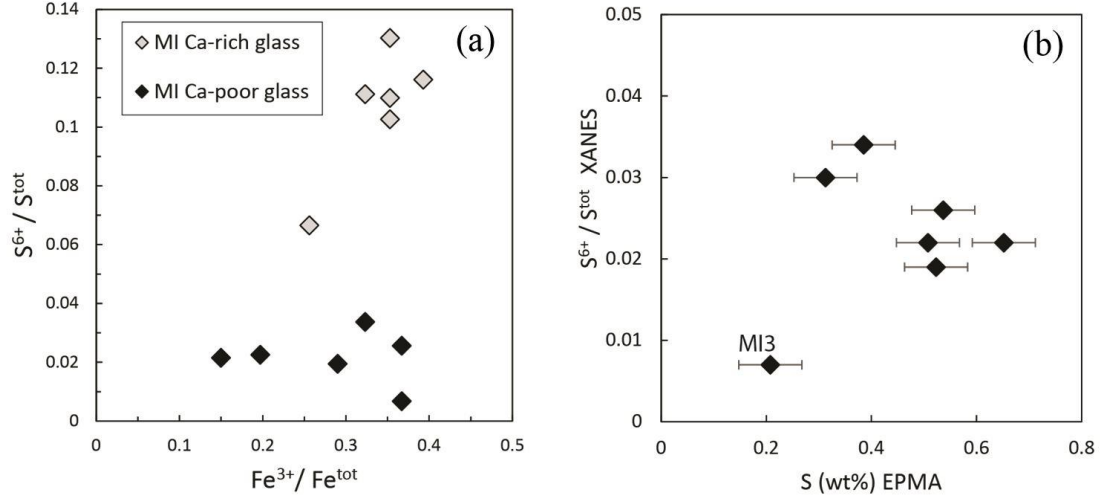 (a)
MI Ca-rich glass
MI Ca-poor glass
0.14
0.12
0.1
0.08
0.06
0.04
0.02
0
0 0.1 0.2 0.3 0.4 0.5
S6+ / Stot
Fe3+/ Fetot
(b)
0.05
0.04
0.03
0.02
0.01
0
0 0.2 0.4 0.6 0.8
MI3
S6+ / Stot XANES
S (wt%) EPMA